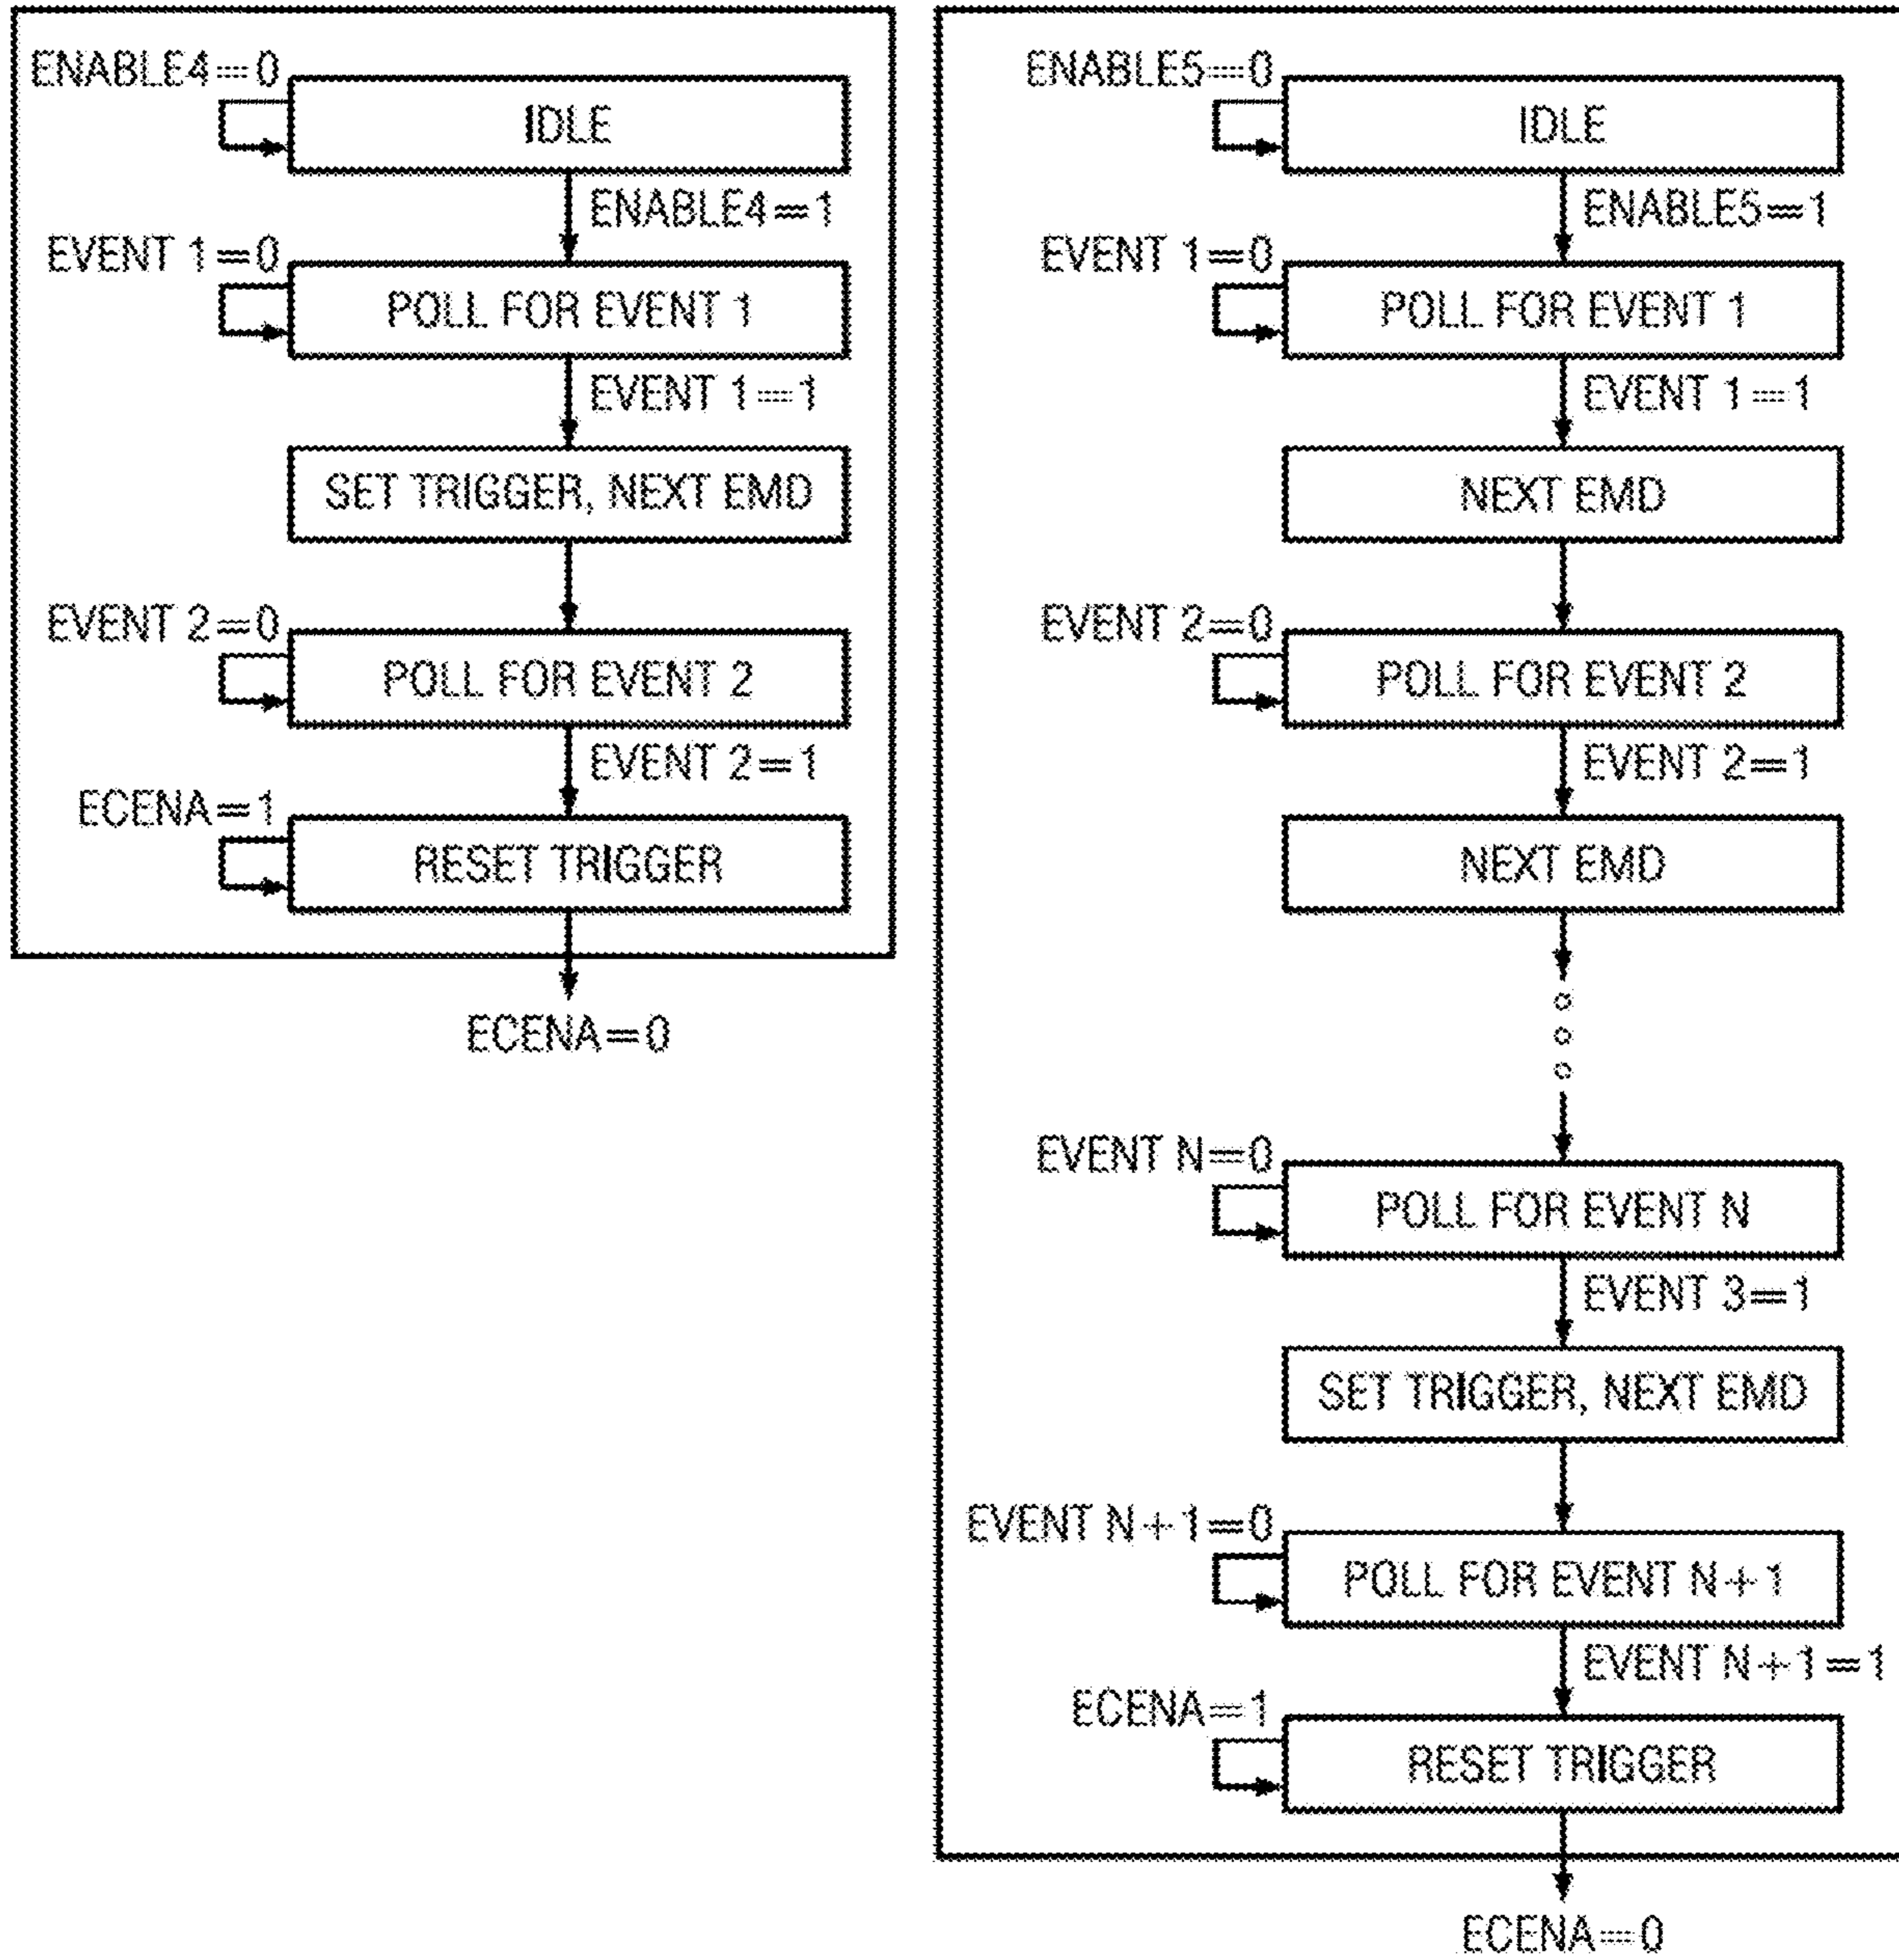 ENABLE4=0
IDLE
ENABLE4=1
EVENT 1=0
POLL FOR EVENT 1
EVENT 1=1
SET TRIGGER, NEXT EMD
EVENT 2=0
POLL FOR EVENT 2
EVENT 2=1
ECENA=1
RESET TRIGGER
ECENA=0
ENABLE5=0
IDLE
ENABLE5=1
EVENT 1=0
POLL FOR EVENT 1
EVENT 1=1
NEXT EMD
EVENT 2=0
POLL FOR EVENT 2
EVENT 2=1
NEXT EMD
EVENT N=0
POLL FOR EVENT N
EVENT 3=1
SET TRIGGER, NEXT EMD
EVENT N+1=0
POLL FOR EVENT N+1
EVENT N+1=1
ECENA=1
RESET TRIGGER
ECENA=0